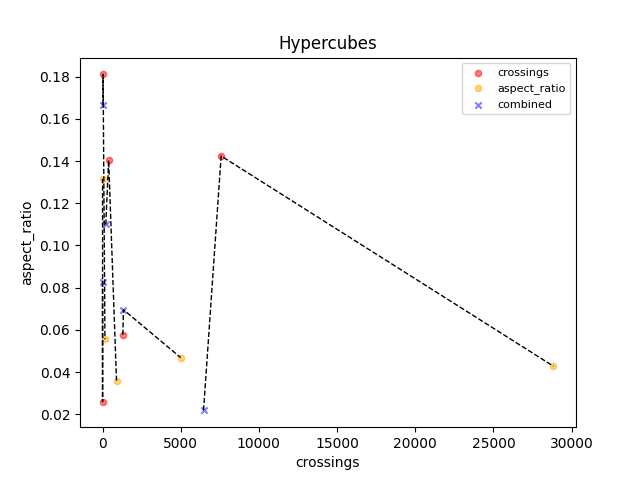 Hypercubes
crossings
aspect_ratio
combined
aspect_ratio
0.18
0.16
0.14
0.12
0.10
0.08
0.06
0.04
0.02
0
5000
10000
15000
20000
25000
30000
crossings